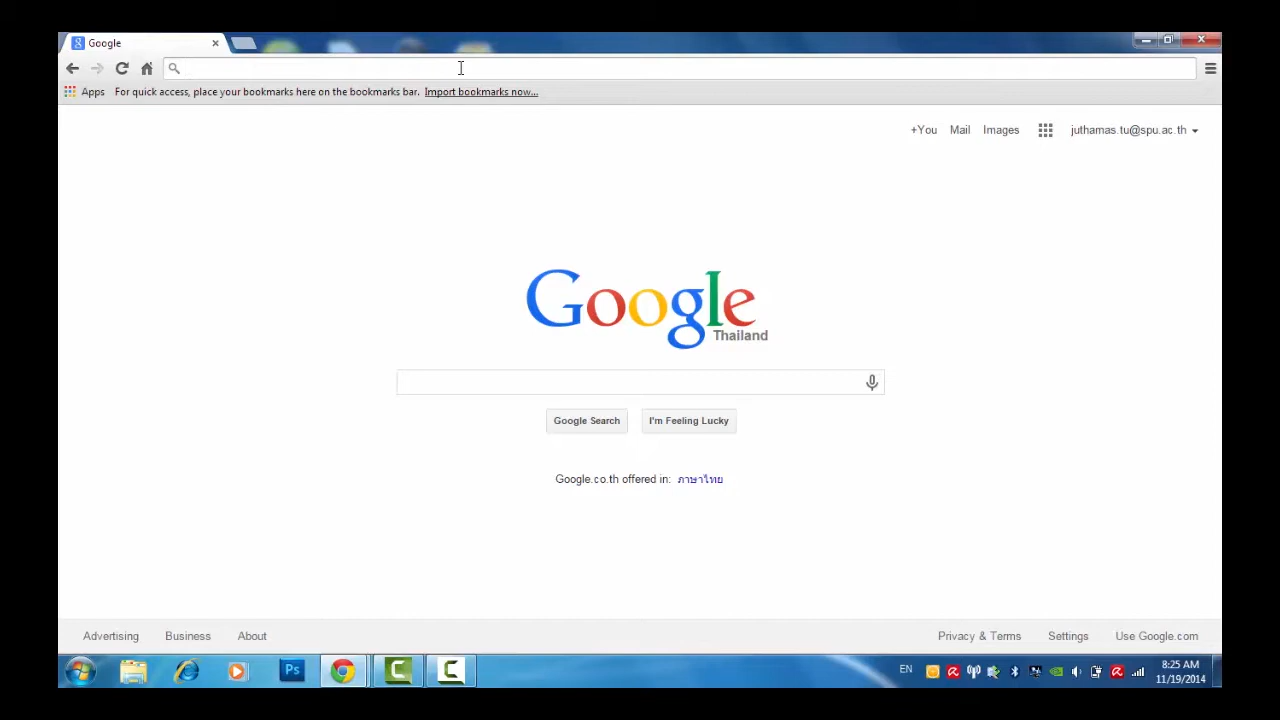 Google
Apps For quick access, place your bookmarks here on the bookmarks bar. Import bookmarks now...
+You Mail Images juthamas.tu@spu.ac.th
Google
Thailand
Google Search I'm Feeling Lucky
Google.co.th offered in: ภาษาไทย
Advertising Business About Privacy & Terms Settings Use Google.com
Ps EN 8:25 AM
11/19/2014